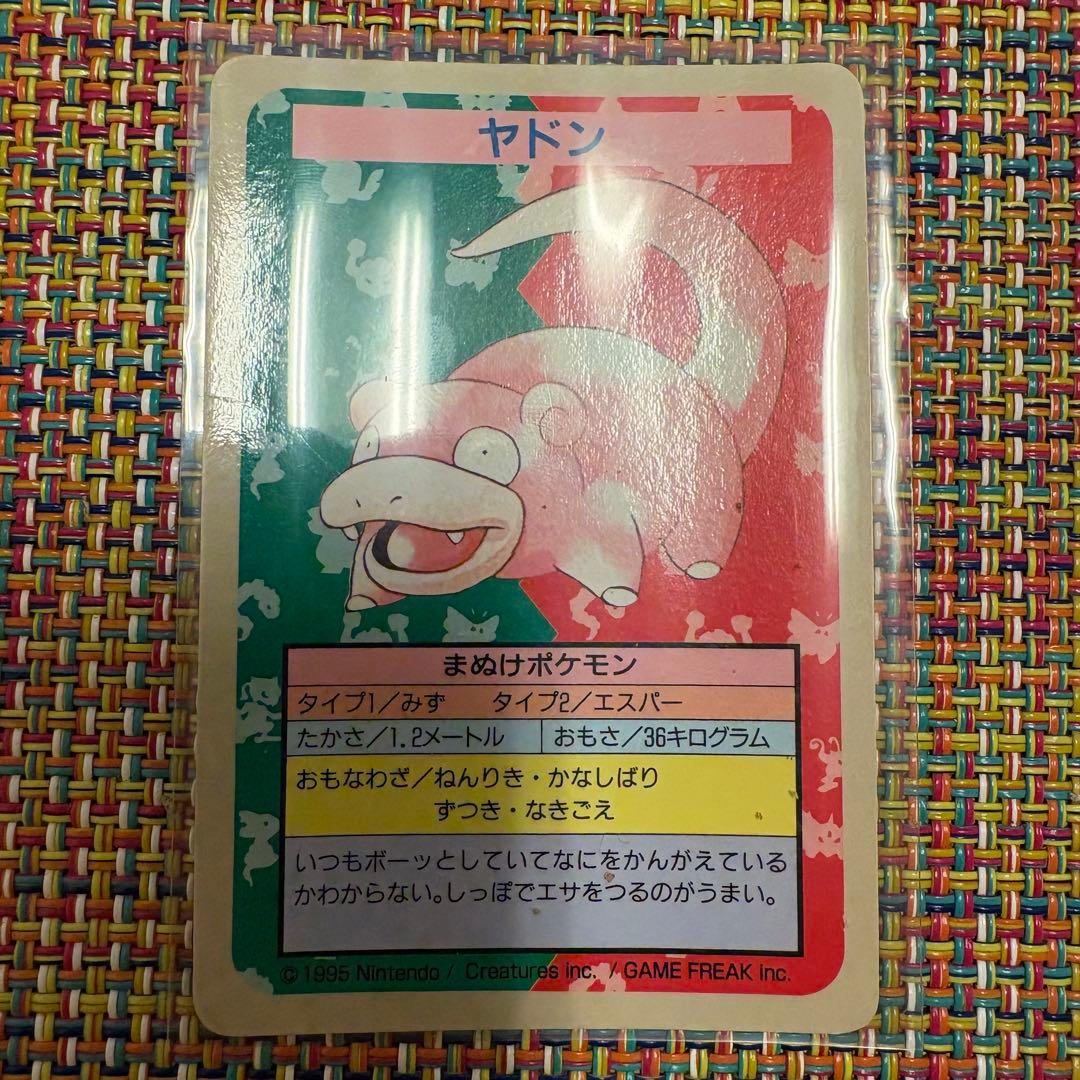 ヤドン
まぬけポケモン
タイプ1／みず　タイプ2／エスパー
たかさ／1.2メートル　おもさ／36キログラム
おもなわざ／ねんりき・かなしばり
ずつき・なきごえ
いつもボーッとしていてなにをかんがえている
かわからない。しっぽでエサをつるのがうまい。
© 1995 Nintendo / Creatures inc. / GAME FREAK inc.